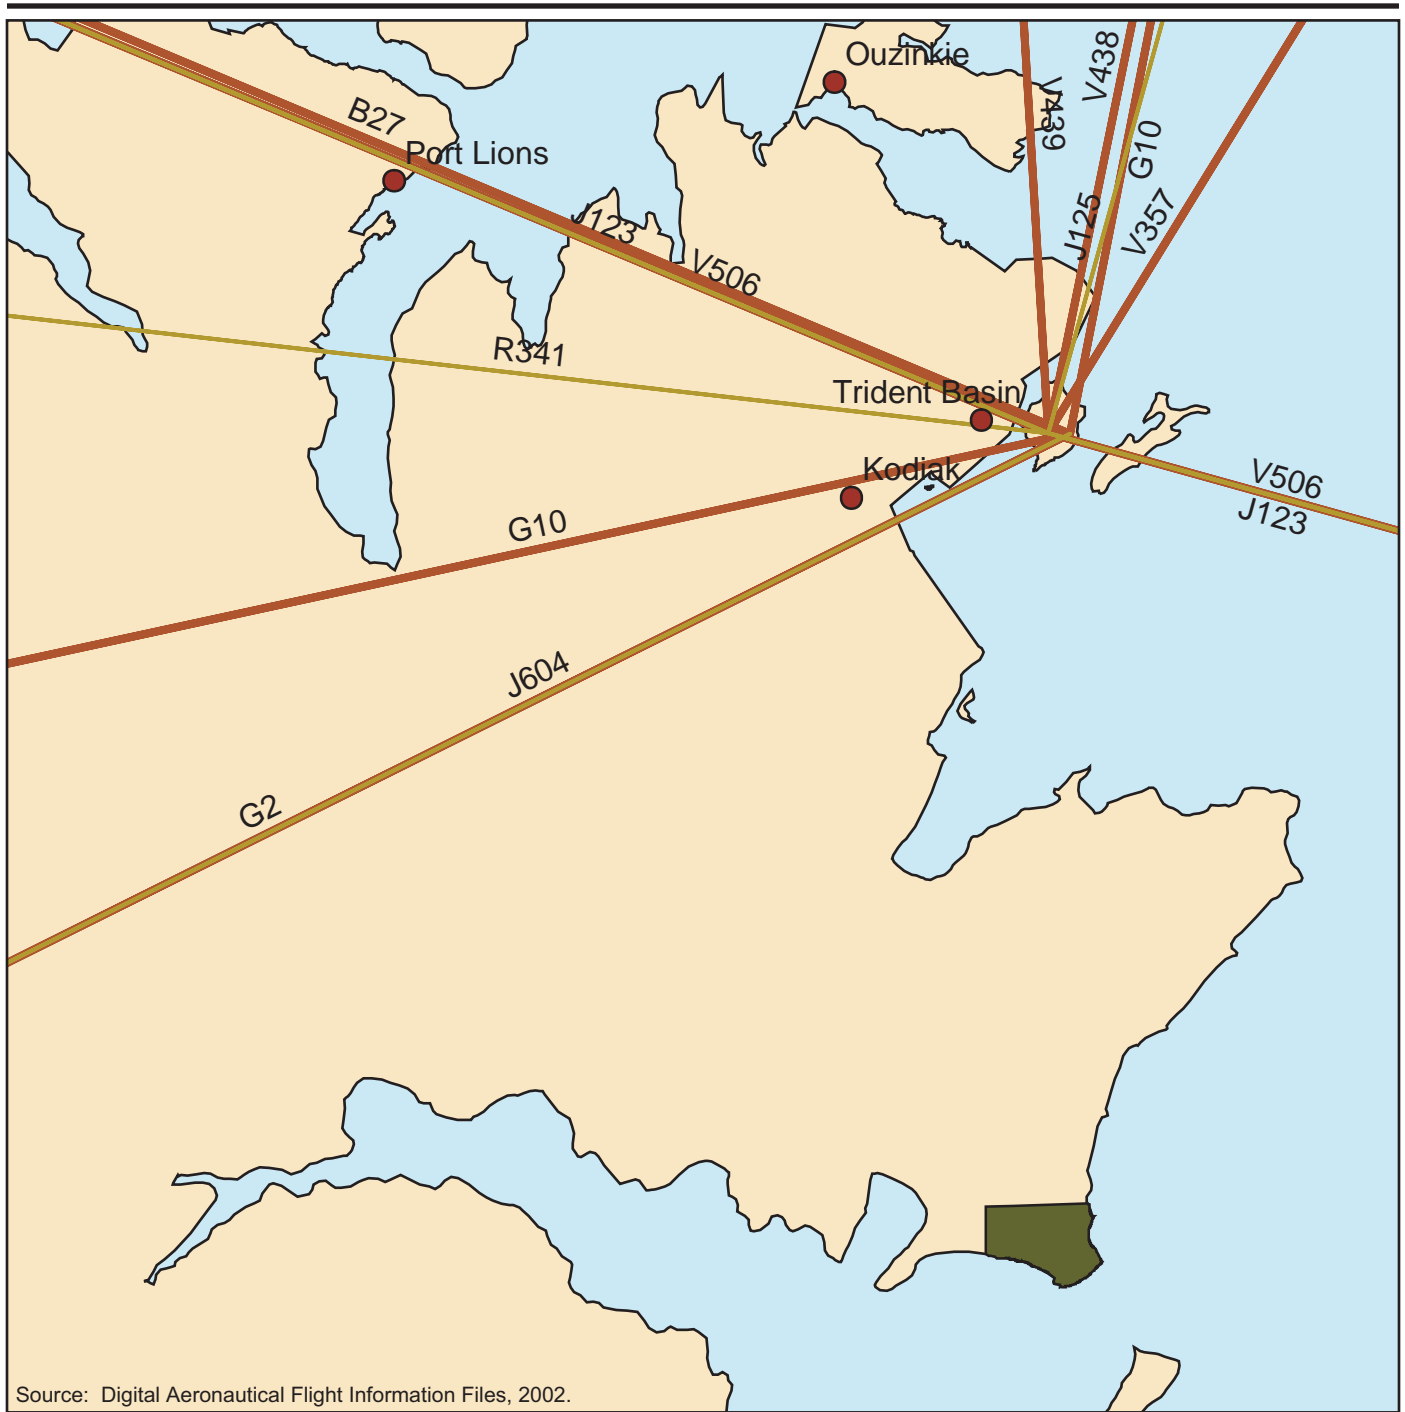 Ouzinkie
V438
V439
B27
G10
Port Lions
J125
V357
J123
V506
R341
Trident Basin
Kodiak
V506
J123
G10
J604
G2
Source: Digital Aeronautical Flight Information Files, 2002.